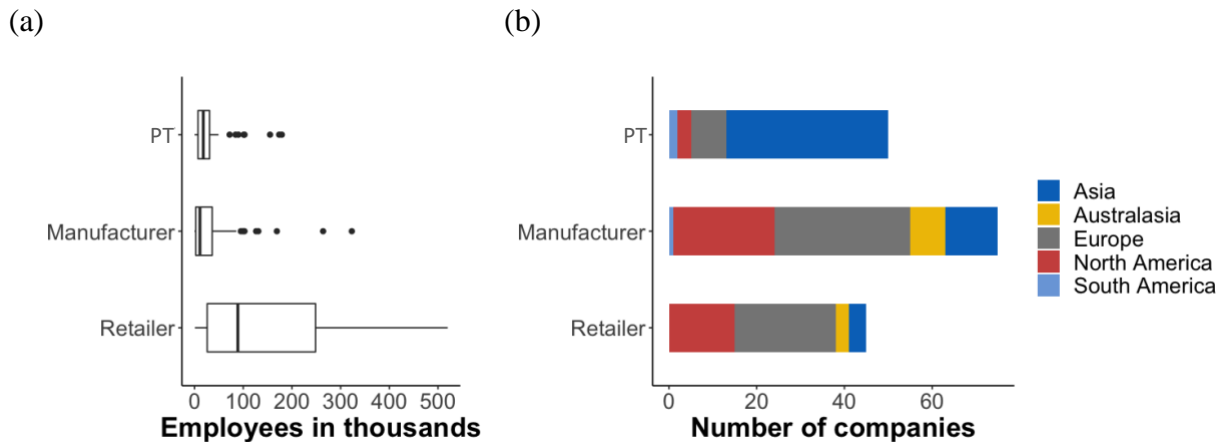 (a)
(b)
PT
Manufacturer
Retailer
0 100 200 300 400 500
Employees in thousands
PT
Manufacturer
Retailer
0 20 40 60
Number of companies
Asia
Australasia
Europe
North America
South America